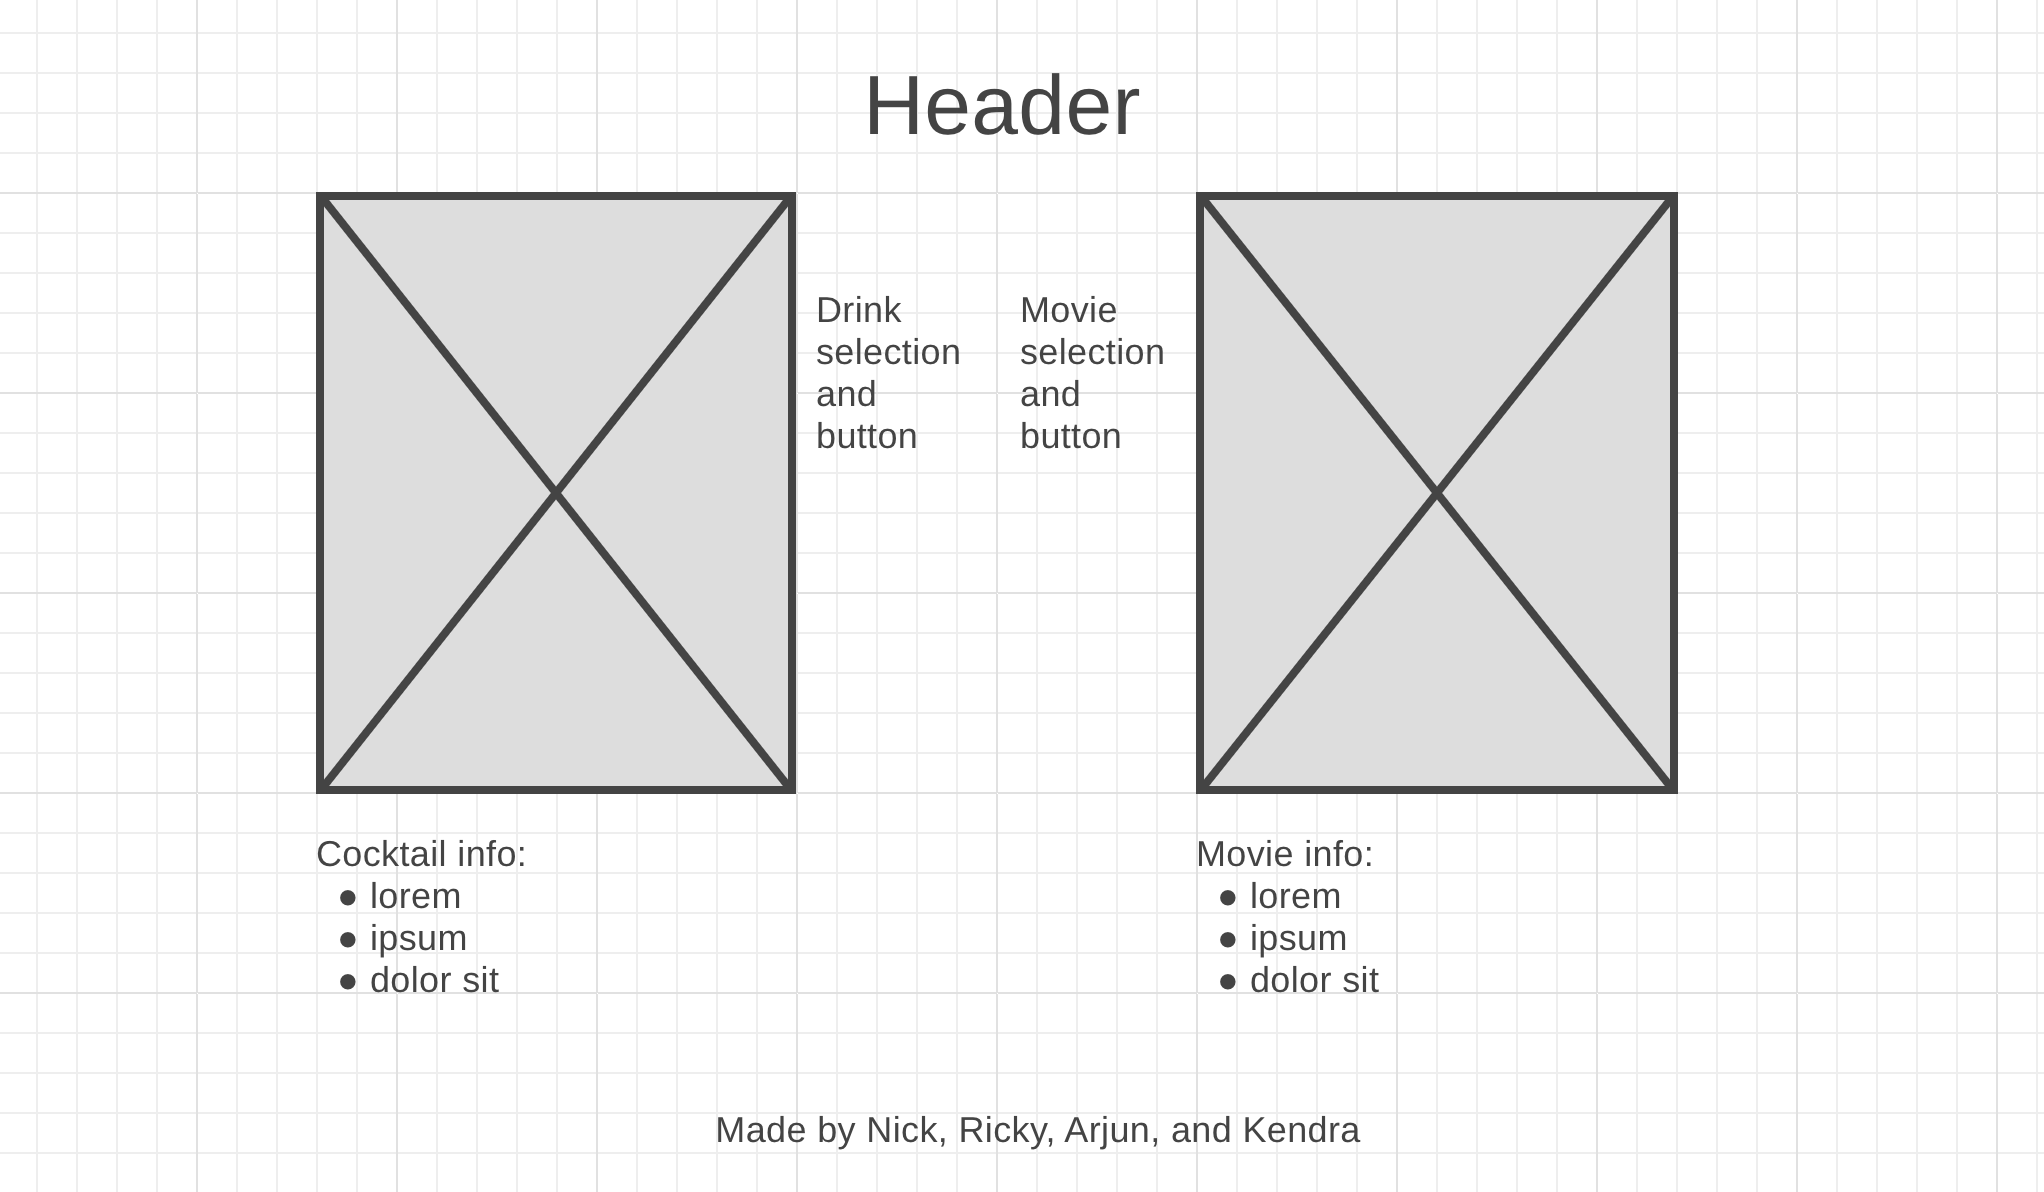 Header
Drink
selection
and
button
Movie
selection
and
button
Cocktail info:
● lorem
● ipsum
● dolor sit
Movie info:
● lorem
● ipsum
● dolor sit
Made by Nick, Ricky, Arjun, and Kendra